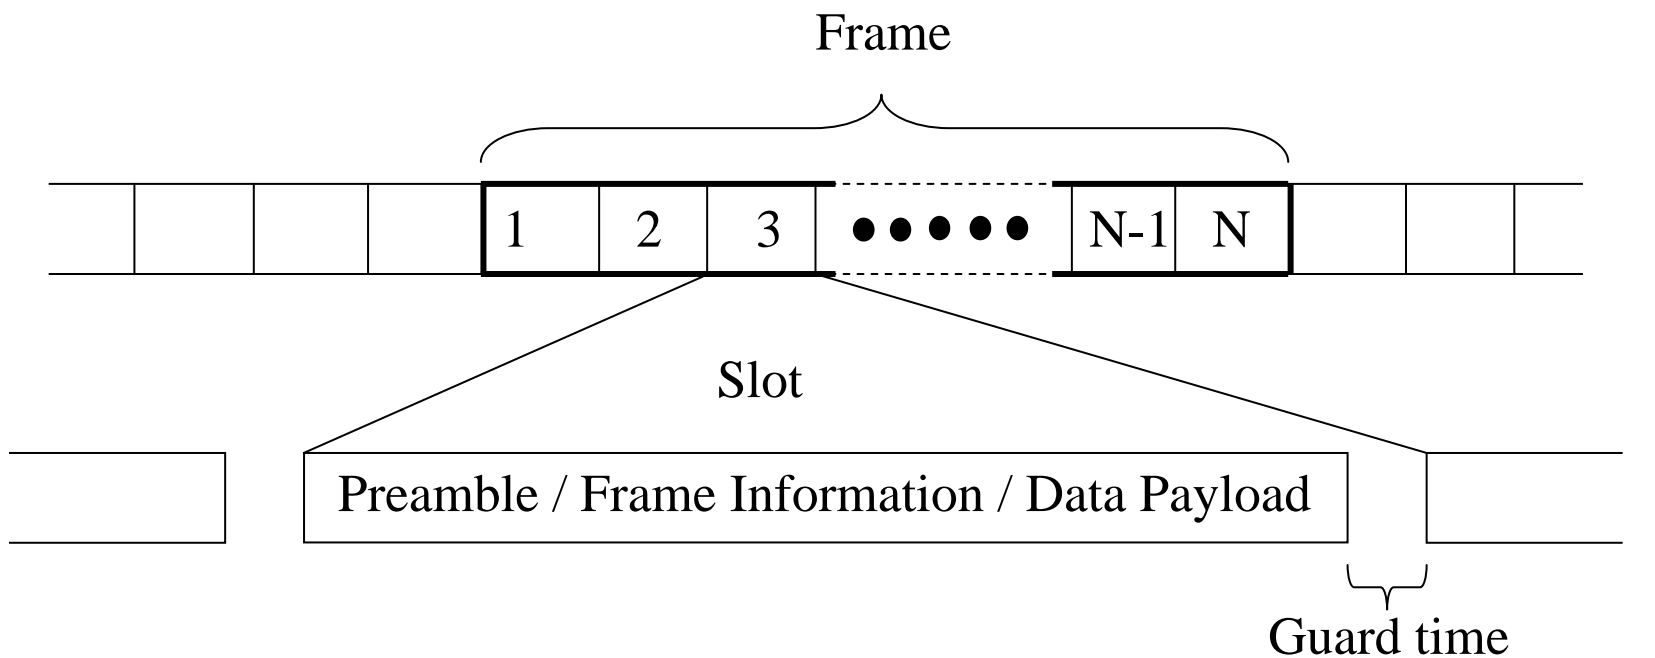 Frame
1 2 3 N-1 N
Slot
Preamble / Frame Information / Data Payload
Guard time